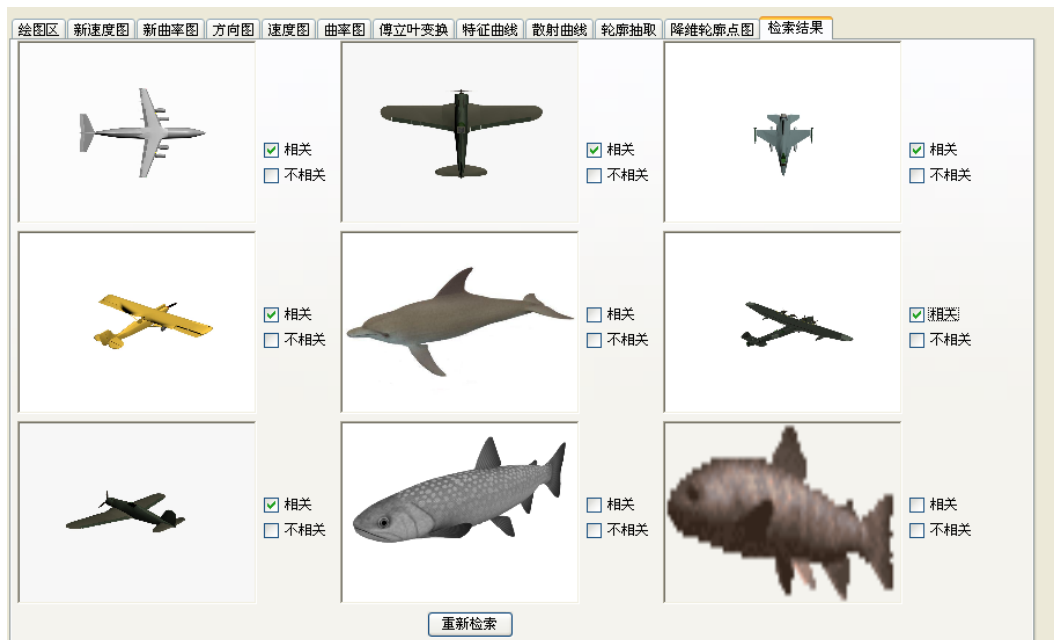 绘图区 新速度图 新曲率图 方向图 速度图 曲率图 傅立叶变换 特征曲线 散射曲线 轮廓抽取 降维轮廓点图 检索结果
相关 相关 相关
不相关 不相关 不相关
相关 相关 相关
不相关 不相关 不相关
相关 相关 相关
不相关 不相关 不相关
重新检索